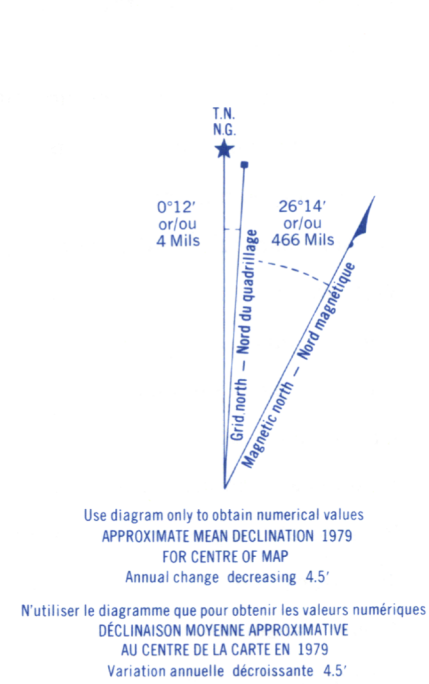 T.N.
N.G.
0°12′
or/ou
4 Mils
26°14′
or/ou
466 Mils
Grid north — Nord du quadrillage
Magnetic north — Nord magnétique
Use diagram only to obtain numerical values
APPROXIMATE MEAN DECLINATION 1979
FOR CENTRE OF MAP
Annual change decreasing 4.5′
N'utiliser le diagramme que pour obtenir les valeurs numériques
DÉCLINAISON MOYENNE APPROXIMATIVE
AU CENTRE DE LA CARTE EN 1979
Variation annuelle décroissante 4.5′